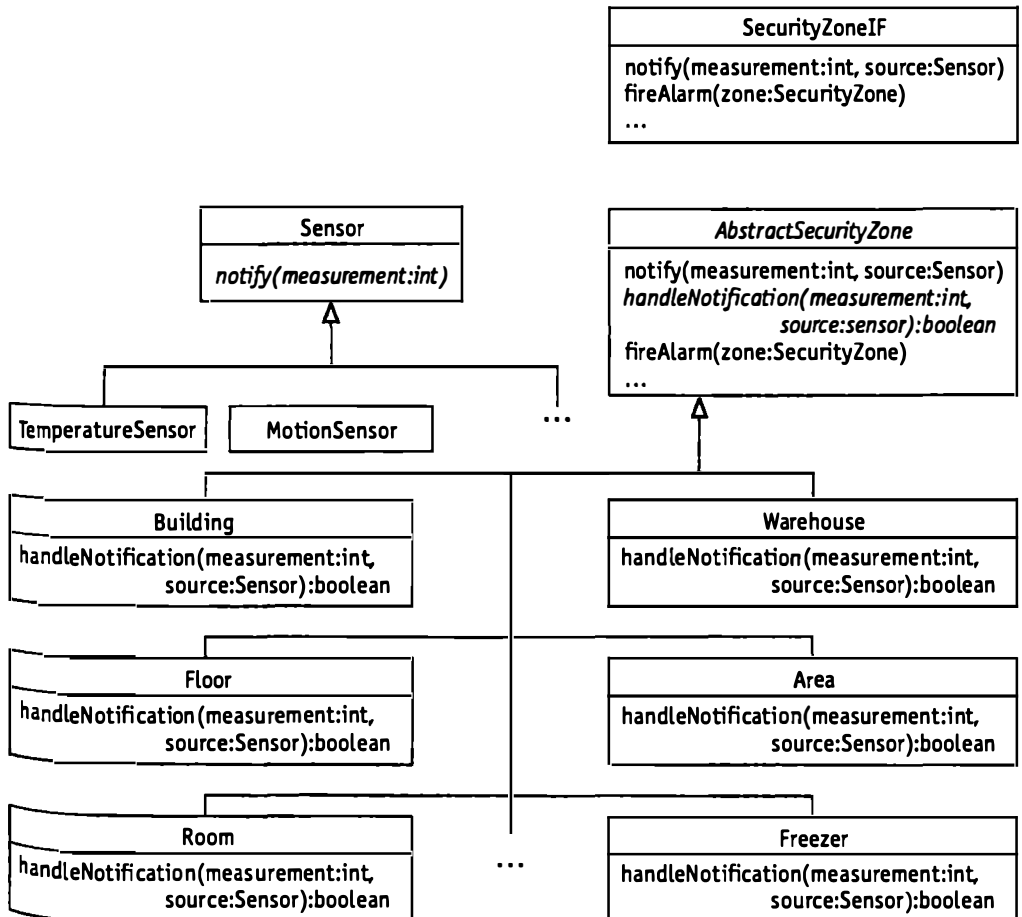 SecurityZoneIF
notify(measurement:int, source:Sensor)
fireAlarm(zone:SecurityZone)
...
Sensor
notify(measurement:int)
AbstractSecurityZone
notify(measurement:int, source:Sensor)
handleNotification(measurement:int,
source:sensor):boolean
fireAlarm(zone:SecurityZone)
...
TemperatureSensor
MotionSensor
...
Building
handleNotification(measurement:int,
source:Sensor):boolean
Warehouse
handleNotification(measurement:int,
source:Sensor):boolean
Floor
handleNotification(measurement:int,
source:Sensor):boolean
Area
handleNotification(measurement:int,
source:Sensor):boolean
Room
handleNotification(measurement:int,
source:Sensor):boolean
...
Freezer
handleNotification(measurement:int,
source:Sensor):boolean